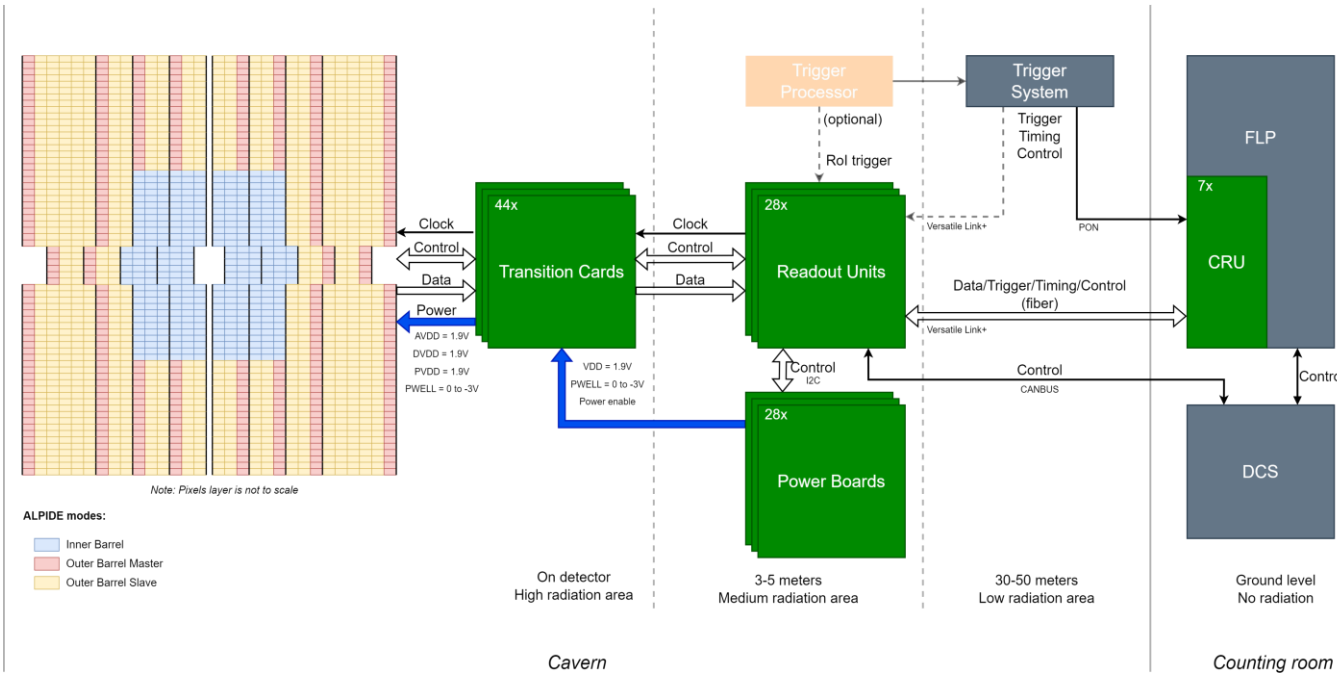 Trigger
Processor
(optional)
RoI trigger
Trigger
System
Trigger
Timing
Control
Versatile Link+
PON
FLP
7x
CRU
44x
Transition Cards
Clock
Control
Data
Power
AVDD = 1.9V
DVDD = 1.9V
PVDD = 1.9V
PWELL = 0 to -3V
Clock
Control
Data
VDD = 1.9V
PWELL = 0 to -3V
Power enable
28x
Readout Units
Data/Trigger/Timing/Control
(fiber)
Versatile Link+
Control
I2C
Control
CANBUS
Control
28x
Power Boards
DCS
Note: Pixels layer is not to scale
ALPIDE modes:
Inner Barrel
Outer Barrel Master
Outer Barrel Slave
On detector
High radiation area
3-5 meters
Medium radiation area
30-50 meters
Low radiation area
Ground level
No radiation
Cavern
Counting room